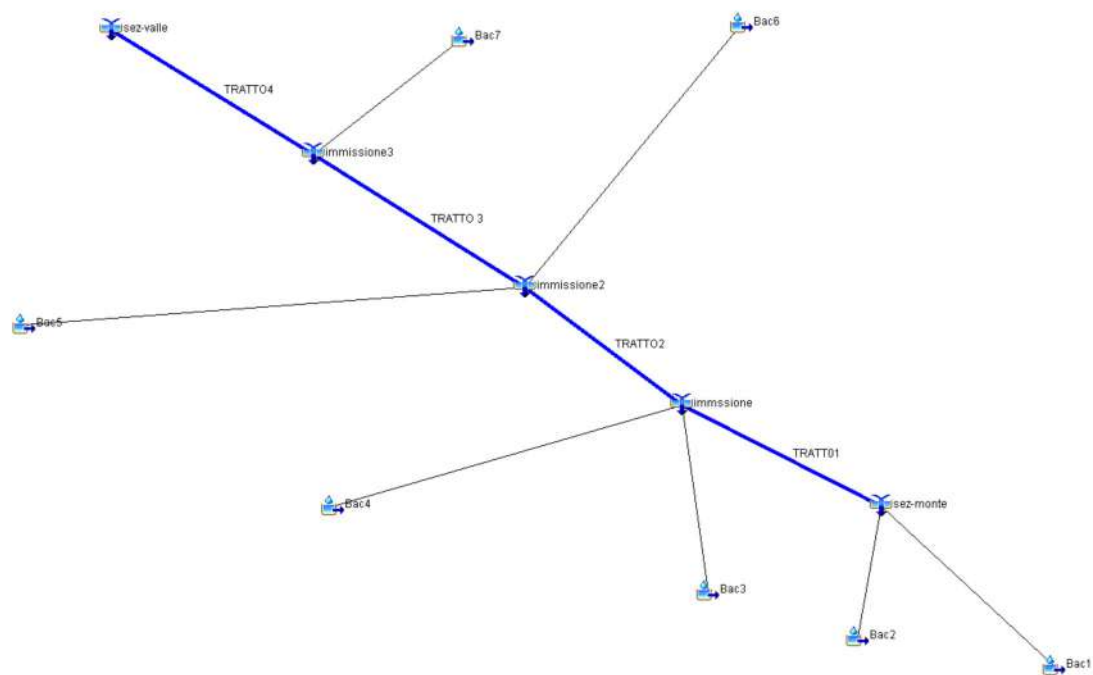 sez-valle
Bac7
Bac6
TRATTO4
immissione3
TRATTO 3
immissione2
Bac5
TRATTO2
immssione
TRATT01
Bac4
sez-monte
Bac3
Bac2
Bac1